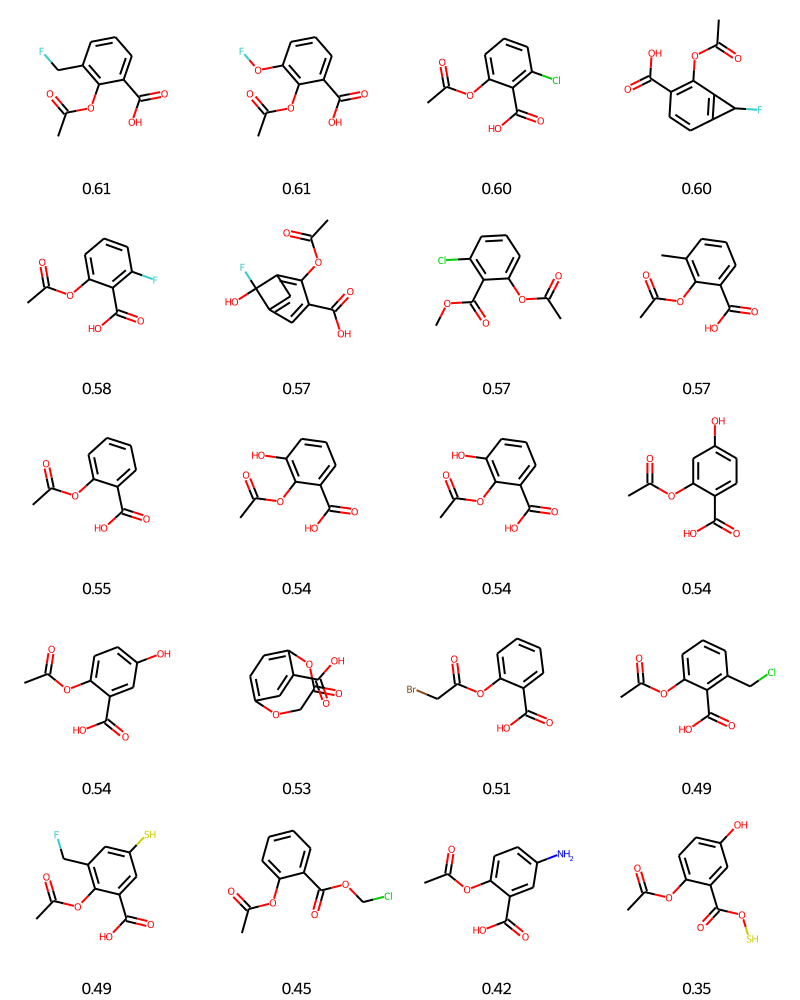 F O O O OH
0.61
F O O O O OH
0.61
O O Cl HO O
0.60
OH O O O F
0.60
O O F HO O
0.58
O O F HO O OH
0.57
Cl O O O O
0.57
O O O HO
0.57
O O O HO
0.55
HO O O O HO
0.54
HO O O O HO
0.54
OH O O HO O
0.54
O OH O HO O
0.54
O OH O O O
0.53
O Br O HO O
0.51
O Cl O HO O
0.49
F SH O O O HO
0.49
O Cl O O O
0.45
O NH2 O HO O
0.42
OH O O O O SH
0.35